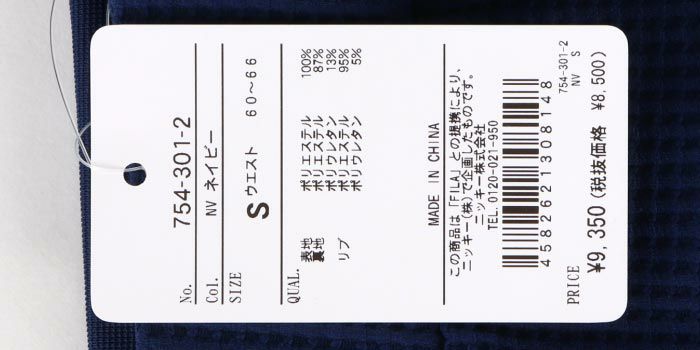 No. 754-301-2
Col. NV ネイビー
SIZE S ウエスト 60~66
QUAL. 表地 ポリエステル 100%
裏地 ポリエステル 87%
ポリウレタン 13%
リブ ポリエステル 95%
ポリウレタン 5%
MADE IN CHINA
この商品は「FILA」との提携により、
ニッキー(株)で企画したものです。
ニッキー株式会社
TEL.0120-021-950
4582621308148
754-301-2
NV S
PRICE ¥9,350(税抜価格 ¥8,500)